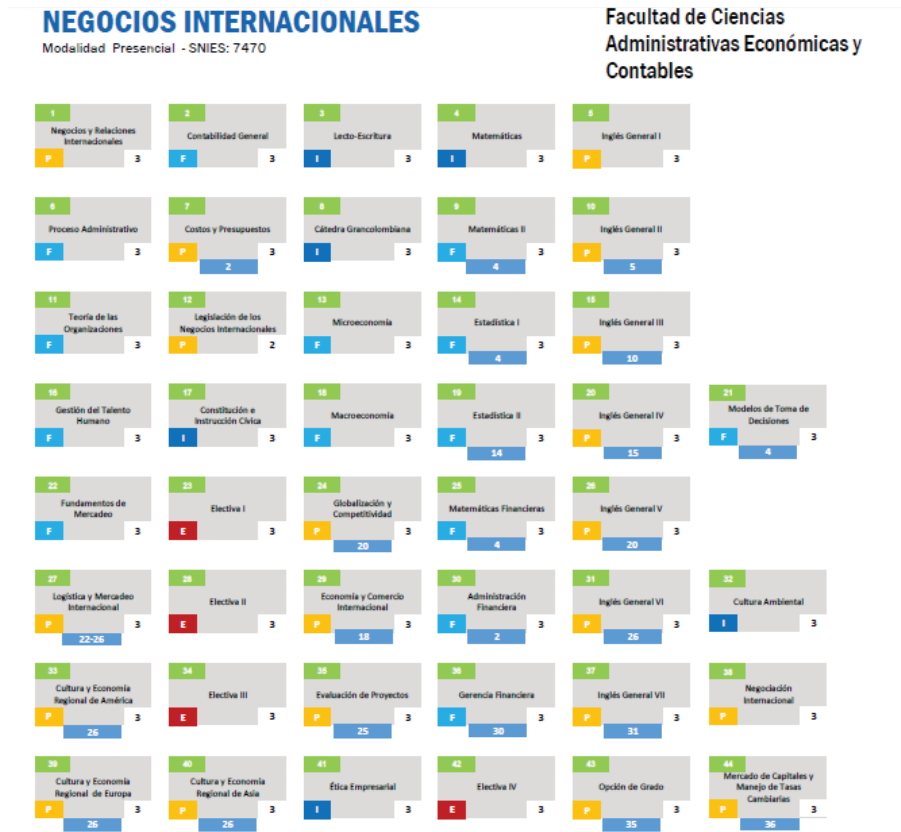 NEGOCIOS INTERNACIONALES
Modalidad Presencial - SNIES: 7470
Facultad de Ciencias
Administrativas Económicas y
Contables
1
Negocios y Relaciones
Internacionales
P 3
2
Contabilidad General
F 3
3
Lecto-Escritura
I 3
4
Matemáticas
I 3
5
Inglés General I
P 3
6
Proceso Administrativo
F 3
7
Costos y Presupuestos
P 3
2
8
Cátedra Grancolombiana
I 3
9
Matemáticas II
F 3
4
10
Inglés General II
P 3
5
11
Teoría de las
Organizaciones
F 3
12
Legislación de los
Negocios Internacionales
P 2
13
Microeconomía
F 3
14
Estadística I
F 3
4
15
Inglés General III
P 3
10
16
Gestión del Talento
Humano
F 3
17
Constitución e
Instrucción Cívica
I 3
18
Macroeconomía
F 3
19
Estadística II
F 3
14
20
Inglés General IV
P 3
15
21
Modelos de Toma de
Decisiones
F 3
4
22
Fundamentos de
Mercadeo
F 3
23
Electiva I
E 3
24
Globalización y
Competitividad
P 3
20
25
Matemáticas Financieras
F 3
4
26
Inglés General V
P 3
20
27
Logística y Mercadeo
Internacional
P 3
22-26
28
Electiva II
E 3
29
Economía y Comercio
Internacional
P 3
18
30
Administración
Financiera
F 3
2
31
Inglés General VI
P 3
26
32
Cultura Ambiental
I 3
33
Cultura y Economía
Regional de América
P 3
26
34
Electiva III
E 3
35
Evaluación de Proyectos
P 3
25
36
Gerencia Financiera
F 3
30
37
Inglés General VII
P 3
31
38
Negociación
Internacional
P 3
39
Cultura y Economía
Regional de Europa
P 3
26
40
Cultura y Economía
Regional de Asia
P 3
26
41
Ética Empresarial
I 3
42
Electiva IV
E 3
43
Opción de Grado
P 3
35
44
Mercado de Capitales y
Manejo de Tasas
Cambiarias
P 3
36